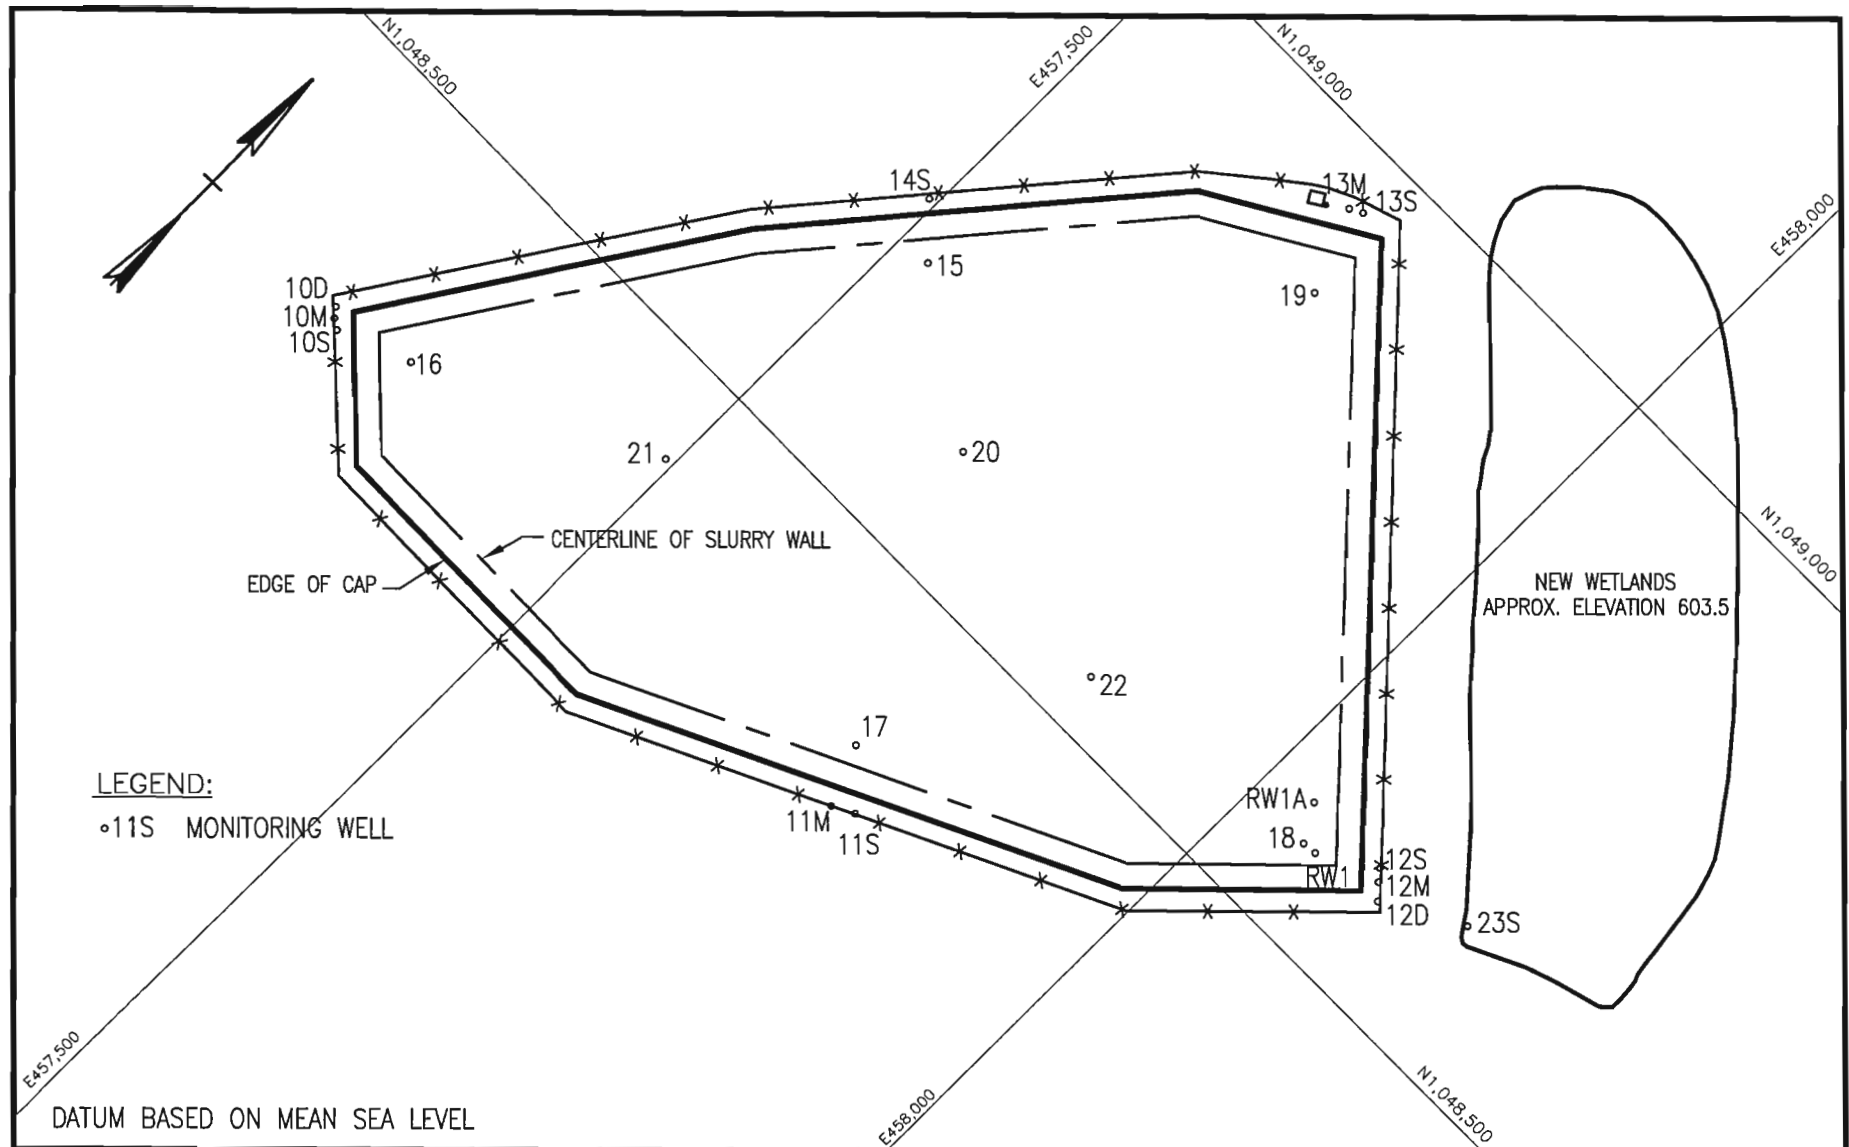 N1,048,500
E457,500
N1,049,000
14S
13M
13S
E458,000
15
10D
19
10M
10S
16
21
20
N1,049,000
CENTERLINE OF SLURRY WALL
EDGE OF CAP
NEW WETLANDS
APPROX. ELEVATION 603.5
22
17
LEGEND:
11S MONITORING WELL
RW1A
11M
11S
18
RW1
12S
12M
12D
23S
E457,500
E458,000
N1,048,500
DATUM BASED ON MEAN SEA LEVEL